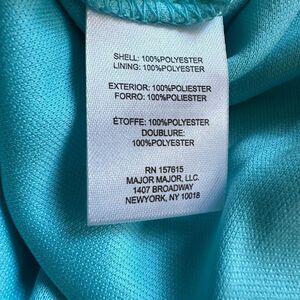 SHELL: 100%POLYESTER
LINING: 100%POLYESTER
EXTERIOR: 100%POLIESTER
FORRO: 100%POLIESTER
ÉTOFFE: 100%POLYESTER
DOUBLURE:
100%POLYESTER
RN 157615
MAJOR MAJOR, LLC.
1407 BROADWAY
NEWYORK, NY 10018